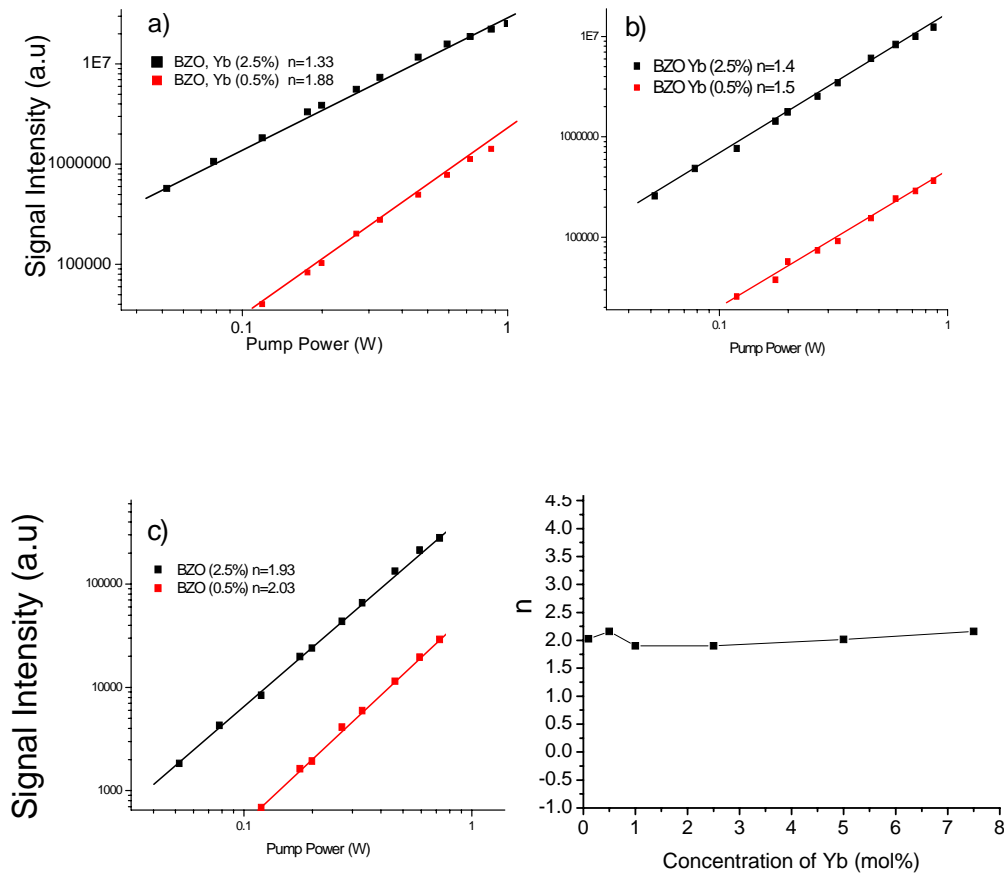 a)
BZO, Yb (2.5%) n=1.33
BZO, Yb (0.5%) n=1.88
1E7
1000000
100000
Signal Intensity (a.u)
0.1
1
Pump Power (W)
b)
BZO Yb (2.5%) n=1.4
BZO Yb (0.5%) n=1.5
1E7
1000000
100000
0.1
1
Pump Power (W)
c)
BZO (2.5%) n=1.93
BZO (0.5%) n=2.03
100000
10000
1000
Signal Intensity (a.u)
0.1
1
Pump Power (W)
4.5
4.0
3.5
3.0
2.5
2.0
1.5
1.0
0.5
0.0
-0.5
-1.0
n
0 1 2 3 4 5 6 7 8
Concentration of Yb (mol%)